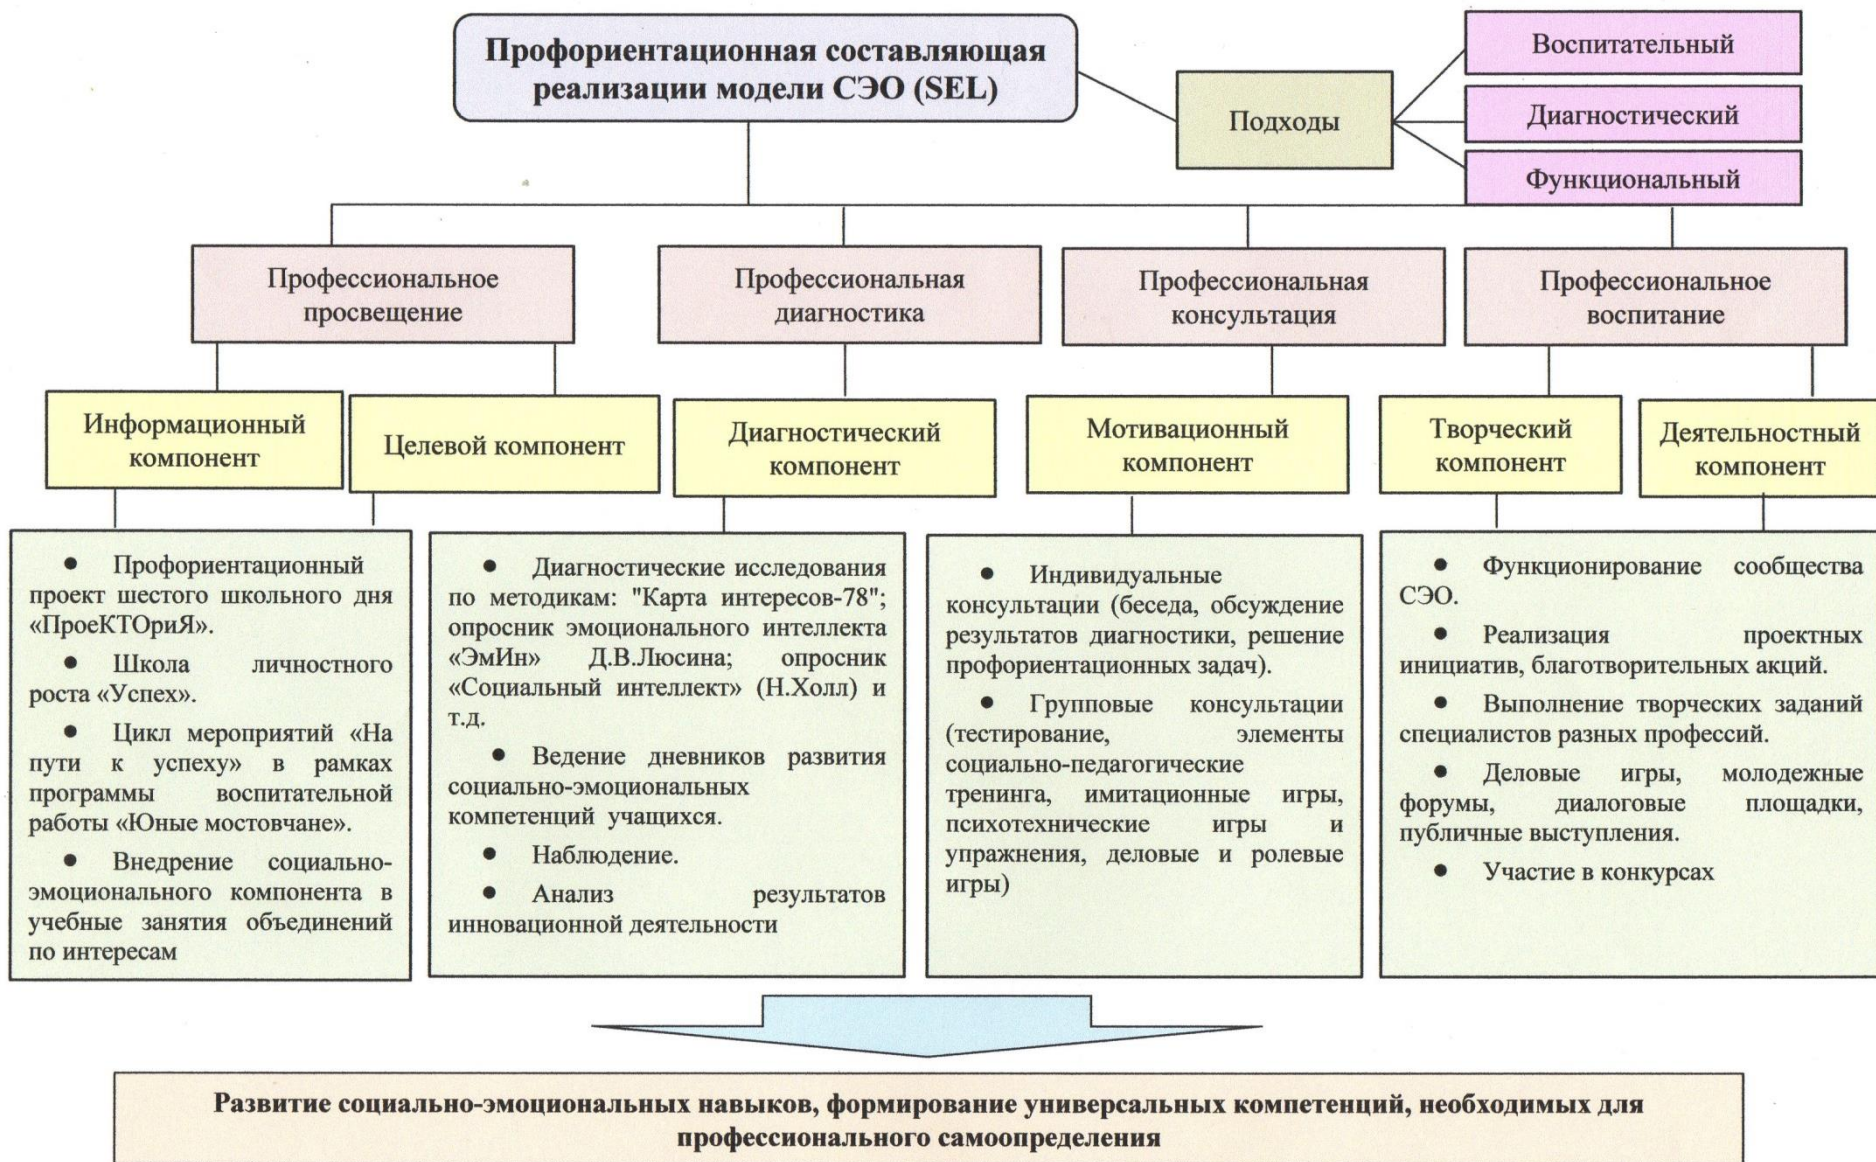 Профориентационная составляющая
реализации модели СЭО (SEL)
Подходы
Воспитательный
Диагностический
Функциональный
Профессиональное
просвещение
Профессиональная
диагностика
Профессиональная
консультация
Профессиональное
воспитание
Информационный
компонент
Целевой компонент
Диагностический
компонент
Мотивационный
компонент
Творческий
компонент
Деятельностный
компонент
● Профориентационный
проект шестого школьного дня
«ПроеКТОриЯ».
● Школа личностного
роста «Успех».
● Цикл мероприятий «На
пути к успеху» в рамках
программы воспитательной
работы «Юные мостовчане».
● Внедрение социально-
эмоционального компонента в
учебные занятия объединений
по интересам
● Диагностические исследования
по методикам: "Карта интересов-78";
опросник эмоционального интеллекта
«ЭмИн» Д.В.Люсина; опросник
«Социальный интеллект» (Н.Холл) и
т.д.
● Ведение дневников развития
социально-эмоциональных
компетенций учащихся.
● Наблюдение.
● Анализ результатов
инновационной деятельности
● Индивидуальные
консультации (беседа, обсуждение
результатов диагностики, решение
профориентационных задач).
● Групповые консультации
(тестирование, элементы
социально-педагогические
тренинга, имитационные игры,
психотехнические игры и
упражнения, деловые и ролевые
игры)
● Функционирование сообщества
СЭО.
● Реализация проектных
инициатив, благотворительных акций.
● Выполнение творческих заданий
специалистов разных профессий.
● Деловые игры, молодежные
форумы, диалоговые площадки,
публичные выступления.
● Участие в конкурсах
Развитие социально-эмоциональных навыков, формирование универсальных компетенций, необходимых для
профессионального самоопределения